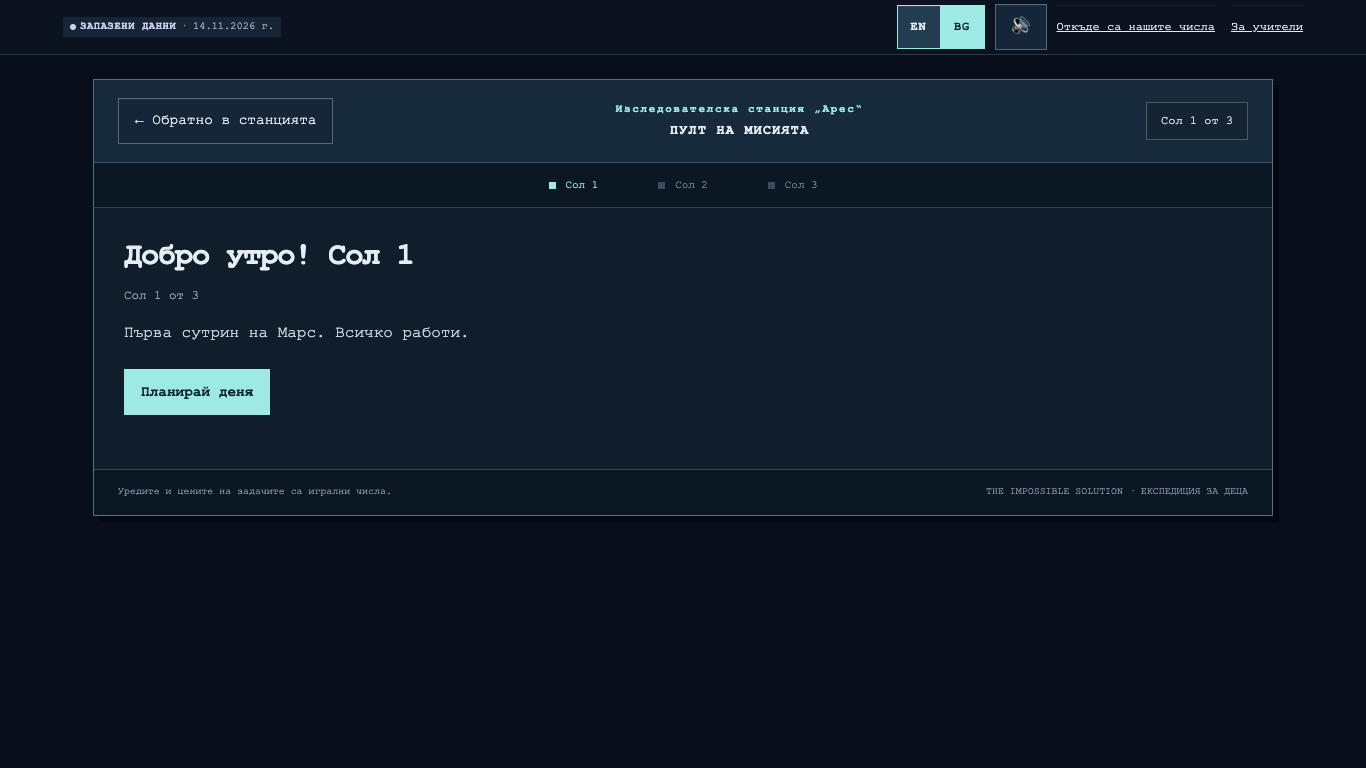 ЗАПАЗЕНИ ДАННИ · 14.11.2026 г.
EN BG
Откъде са нашите числа
За учители
← Обратно в станцията
Изследователска станция „Арес“
ПУЛТ НА МИСИЯТА
Сол 1 от 3
Сол 1
Сол 2
Сол 3
Добро утро! Сол 1
Сол 1 от 3
Първа сутрин на Марс. Всичко работи.
Планирай деня
Уредите и цените на задачите са игрални числа.
THE IMPOSSIBLE SOLUTION · ЕКСПЕДИЦИЯ ЗА ДЕЦА